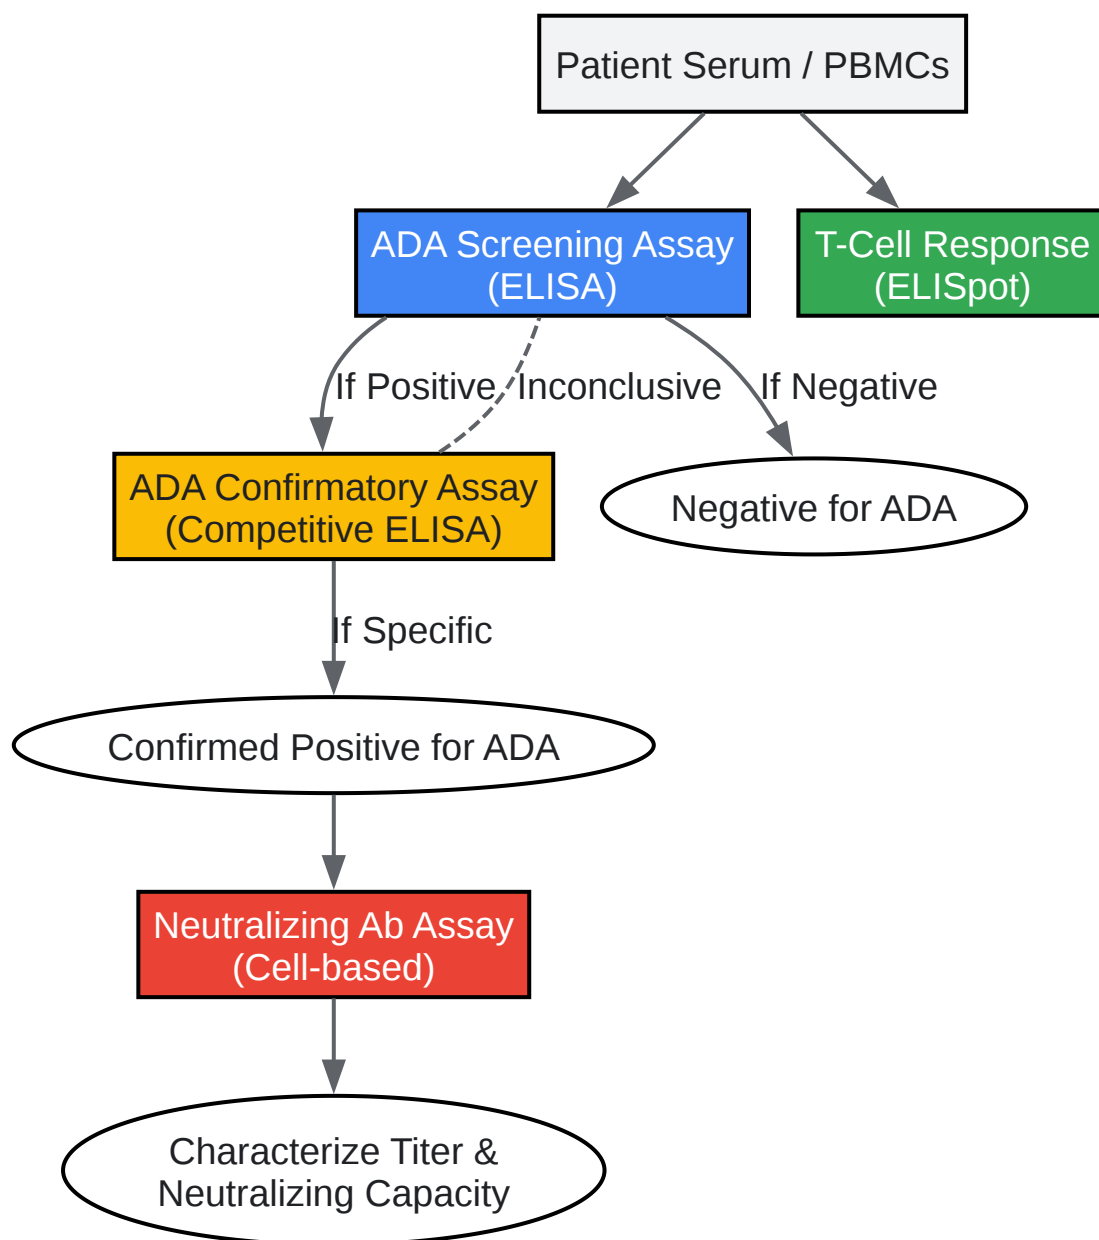 Patient Serum / PBMCs
ADA Screening Assay
(ELISA)
T-Cell Response
(ELISpot)
If Positive
Inconclusive
If Negative
ADA Confirmatory Assay
(Competitive ELISA)
Negative for ADA
If Specific
Confirmed Positive for ADA
Neutralizing Ab Assay
(Cell-based)
Characterize Titer &
Neutralizing Capacity